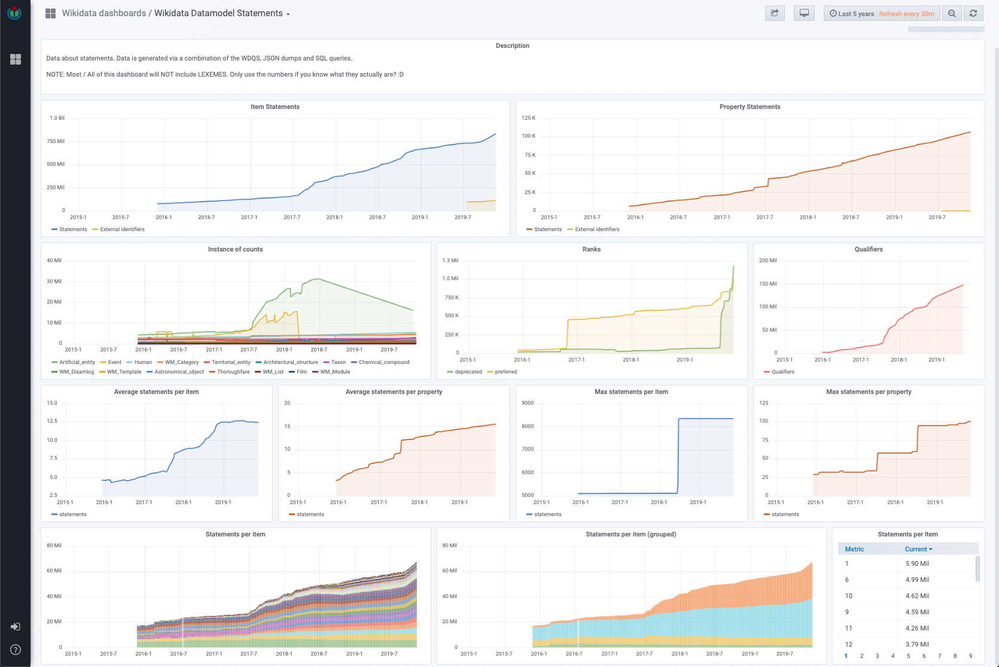 Wikidata dashboards / Wikidata Datamodel Statements
Last 5 years Refresh every 30m
Description
Data about statements. Data is generated via a combination of the WDQS, JSON dumps and SQL queries.
NOTE: Most / All of this dashboard will NOT include LEXEMES. Only use the numbers if you know what they actually are? :D
Item Statements
1.0 Bil
750 Mil
500 Mil
250 Mil
0
2015-1 2015-7 2016-1 2016-7 2017-1 2017-7 2018-1 2018-7 2019-1 2019-7
Statements External identifiers
Property Statements
125 K
100 K
75 K
50 K
25 K
0
2015-1 2015-7 2016-1 2016-7 2017-1 2017-7 2018-1 2018-7 2019-1 2019-7
Statements External identifiers
Instance of counts
40 Mil
30 Mil
20 Mil
10 Mil
0
2015-1 2015-7 2016-1 2016-7 2017-1 2017-7 2018-1 2018-7 2019-1 2019-7
Artificial_entity Event Human WM_Category Territorial_entity Architectural_structure Taxon Chemical_compound
WM_Disambig WM_Template Astronomical_object Thoroughfare WM_List Film WM_Module
Ranks
1.3 Mil
1.0 Mil
750 K
500 K
250 K
0
2015-1 2016-1 2017-1 2018-1 2019-1
deprecated preferred
Qualifiers
200 Mil
150 Mil
100 Mil
50 Mil
0
2015-1 2016-1 2017-1 2018-1 2019-1
Qualifiers
Average statements per item
15.0
12.5
10.0
7.5
5.0
2.5
2015-1 2016-1 2017-1 2018-1 2019-1
statements
Average statements per property
20
15
10
5
0
2015-1 2016-1 2017-1 2018-1 2019-1
statements
Max statements per item
9000
8000
7000
6000
5000
2015-1 2016-1 2017-1 2018-1 2019-1
statements
Max statements per property
125
100
75
50
25
0
2015-1 2016-1 2017-1 2018-1 2019-1
statements
Statements per item
80 Mil
60 Mil
40 Mil
20 Mil
0
2015-1 2015-7 2016-1 2016-7 2017-1 2017-7 2018-1 2018-7 2019-1 2019-7
Statements per item (grouped)
80 Mil
60 Mil
40 Mil
20 Mil
0
2015-1 2015-7 2016-1 2016-7 2017-1 2017-7 2018-1 2018-7 2019-1 2019-7
Statements per Item
Metric Current
1 5.90 Mil
6 4.99 Mil
10 4.62 Mil
9 4.59 Mil
11 4.26 Mil
12 3.79 Mil
1 2 3 4 5 6 7 8 9